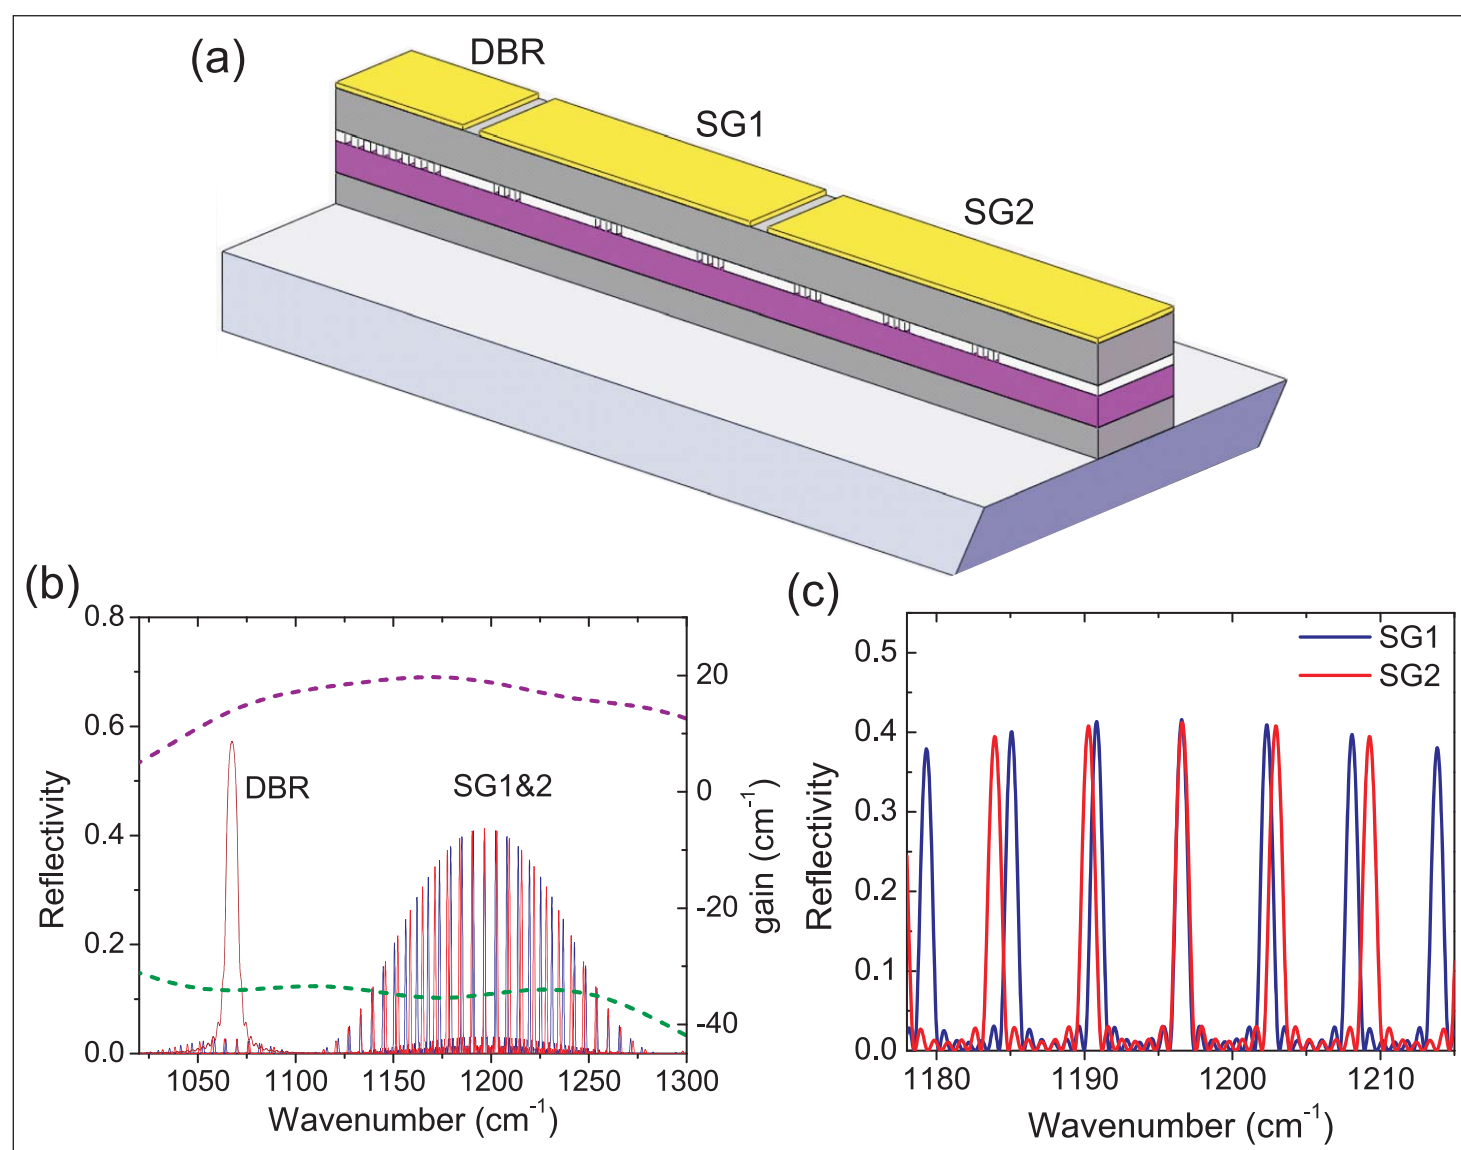 (a)
DBR
SG1
SG2
(b)
0.8
0.6
0.4
0.2
0.0
Reflectivity
20
0
-20
-40
gain (cm⁻¹)
DBR
SG1&2
1050 1100 1150 1200 1250 1300
Wavenumber (cm⁻¹)
(c)
SG1
SG2
0.5
0.4
0.3
0.2
0.1
0.0
Reflectivity
1180 1190 1200 1210
Wavenumber (cm⁻¹)